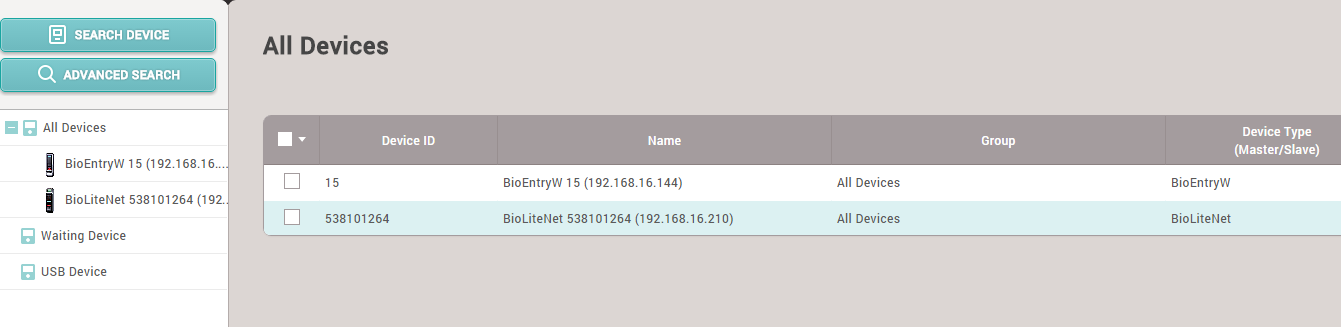 SEARCH DEVICE
ADVANCED SEARCH
All Devices
BioEntryW 15 (192.168.16....
BioLiteNet 538101264 (192..
Waiting Device
USB Device
All Devices
Device ID Name Group Device Type (Master/Slave)
15 BioEntryW 15 (192.168.16.144) All Devices BioEntryW
538101264 BioLiteNet 538101264 (192.168.16.210) All Devices BioLiteNet